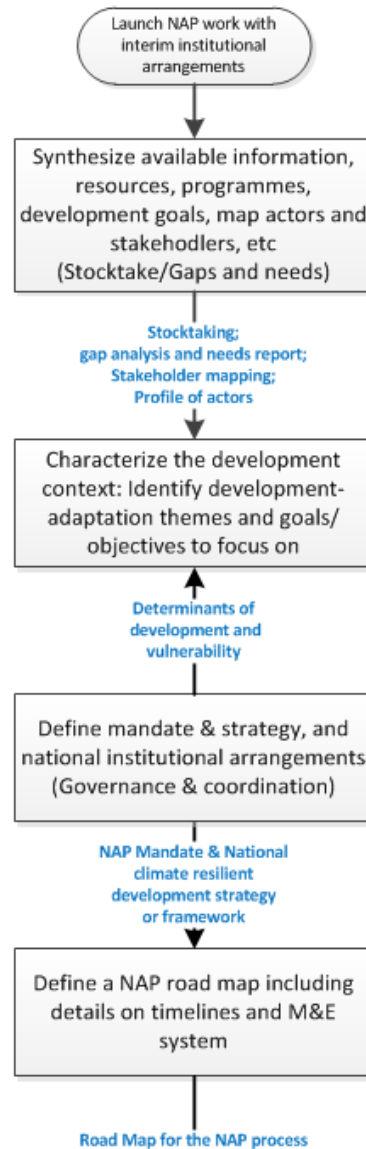 Launch NAP work with
interim institutional
arrangements
Synthesize available information,
resources, programmes,
development goals, map actors and
stakehodlers, etc
(Stocktake/Gaps and needs)
Stocktaking;
gap analysis and needs report;
Stakeholder mapping;
Profile of actors
Characterize the development
context: Identify development-
adaptation themes and goals/
objectives to focus on
Determinants of
development and
vulnerability
Define mandate & strategy, and
national institutional arrangements
(Governance & coordination)
NAP Mandate & National
climate resilient
development strategy
or framework
Define a NAP road map including
details on timelines and M&E
system
Road Map for the NAP process